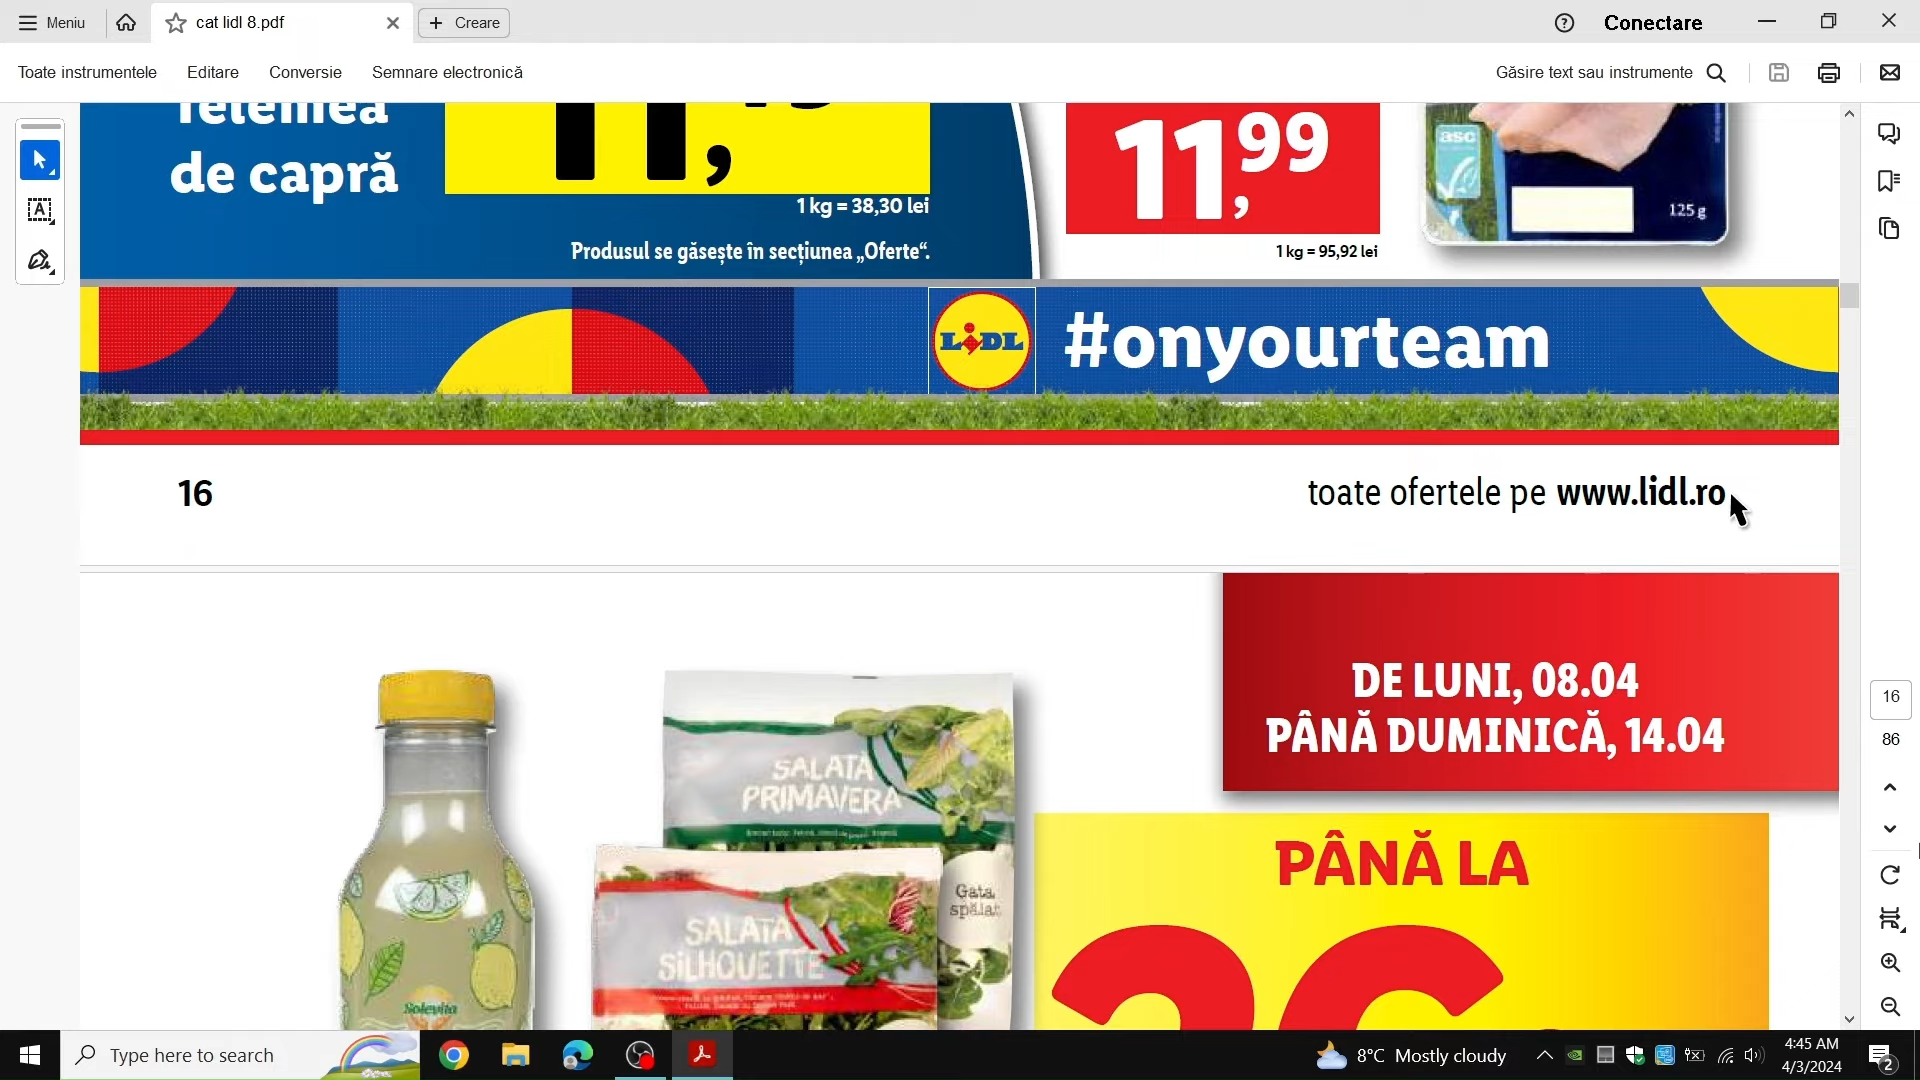 Meniu
cat lidl 8.pdf
Creare
Conectare
Toate instrumentele
Editare
Conversie
Semnare electronică
Găsire text sau instrumente
de capră
1 kg = 38,30 lei
Produsul se găsește în secțiunea „Oferte“.
11,99
1 kg = 95,92 lei
asc
125 g
LIDL
#onyourteam
16
toate ofertele pe www.lidl.ro
DE LUNI, 08.04
PÂNĂ DUMINICĂ, 14.04
SALATA
PRIMAVERA
Gata
spălat
SALATA
SILHOUETTE
Solevita
PÂNĂ LA
16
86
Type here to search
8°C Mostly cloudy
4:45 AM
4/3/2024
2